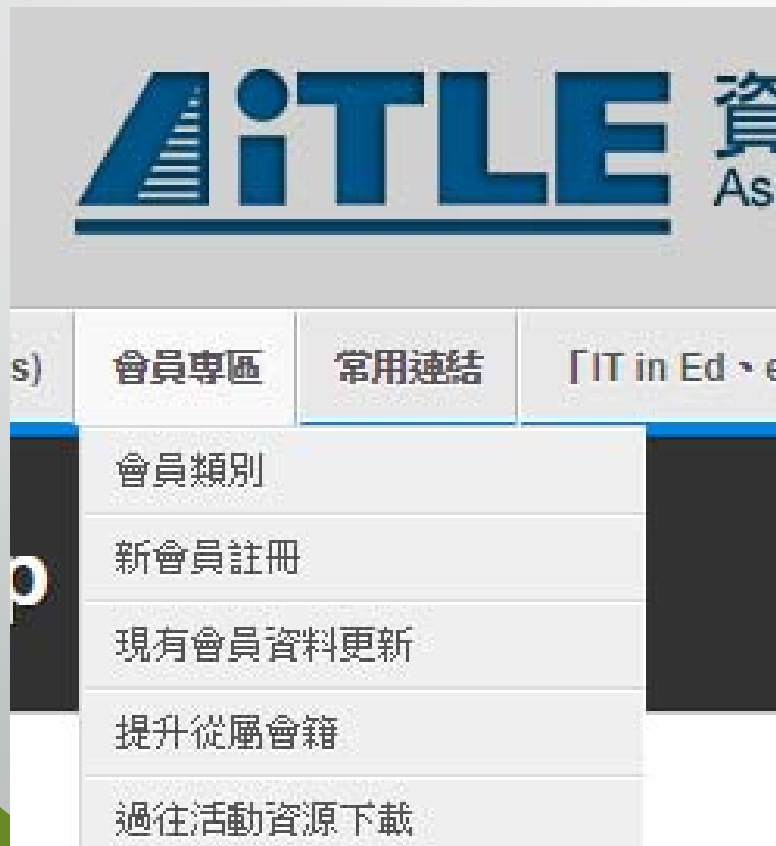 AiTLE 資
As
s) 會員專區 常用連結 「IT in Ed、e
p
會員類別
新會員註冊
現有會員資料更新
提升從屬會籍
過往活動資源下載